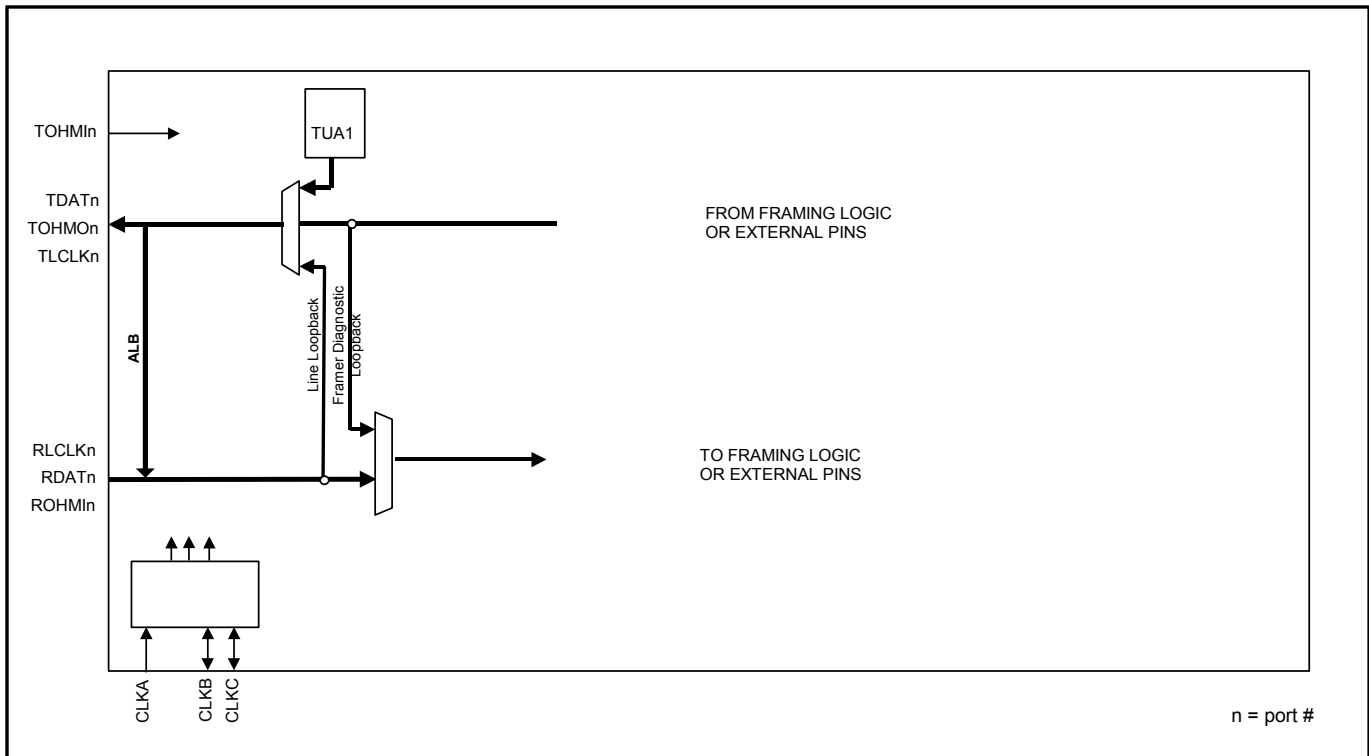 TOHMIn
TUA1
TDATn
TOHMOn
TLCLKn
FROM FRAMING LOGIC
OR EXTERNAL PINS
ALB
Line Loopback
Framer Diagnostic
Loopback
RLCLKn
RDATn
ROHMIn
TO FRAMING LOGIC
OR EXTERNAL PINS
CLKA
CLKB
CLKC
n = port #